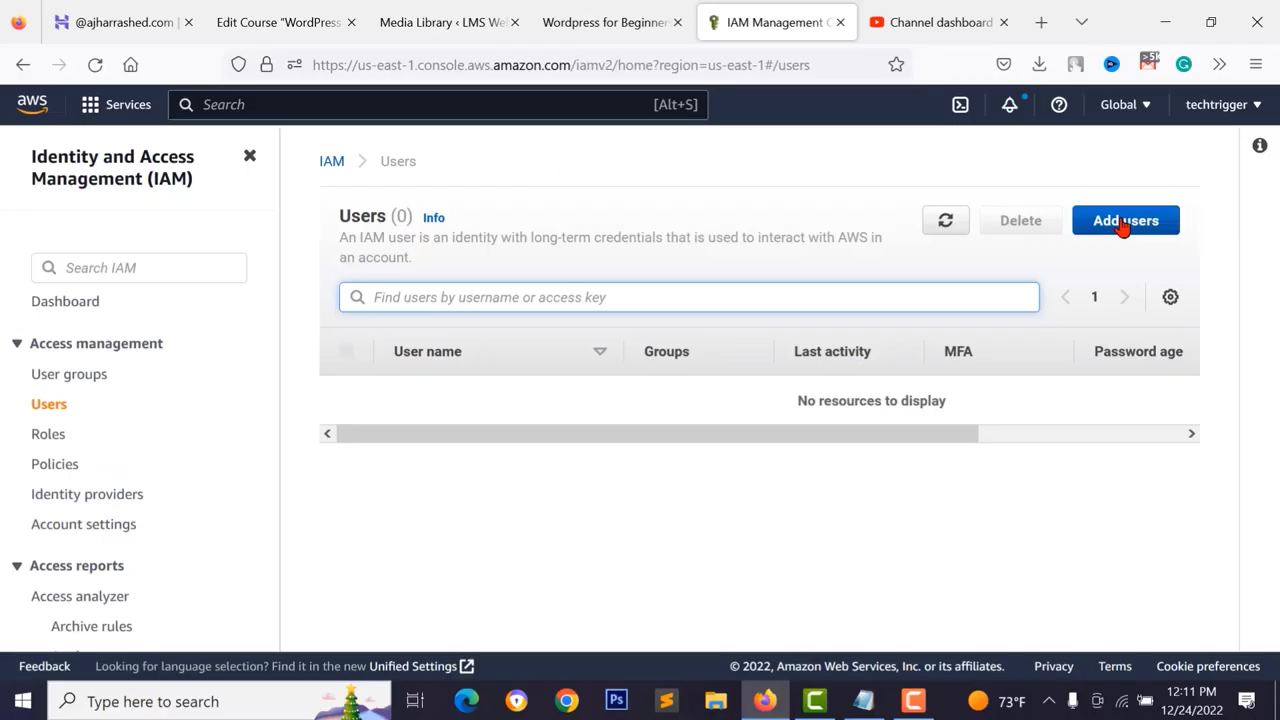 @ajharrashed.com |
Edit Course "WordPress
Media Library ‹ LMS We
Wordpress for Beginner
IAM Management C
Channel dashboard
https://us-east-1.console.aws.amazon.com/iamv2/home?region=us-east-1#/users
aws
Services
Search
[Alt+S]
Global
techtrigger
Identity and Access
Management (IAM)
Search IAM
Dashboard
Access management
User groups
Users
Roles
Policies
Identity providers
Account settings
Access reports
Access analyzer
Archive rules
IAM
Users
Users (0)
Info
An IAM user is an identity with long-term credentials that is used to interact with AWS in
an account.
Delete
Add users
Find users by username or access key
1
User name
Groups
Last activity
MFA
Password age
No resources to display
Feedback
Looking for language selection? Find it in the new Unified Settings
© 2022, Amazon Web Services, Inc. or its affiliates.
Privacy
Terms
Cookie preferences
Type here to search
Ps
73°F
12:11 PM
12/24/2022